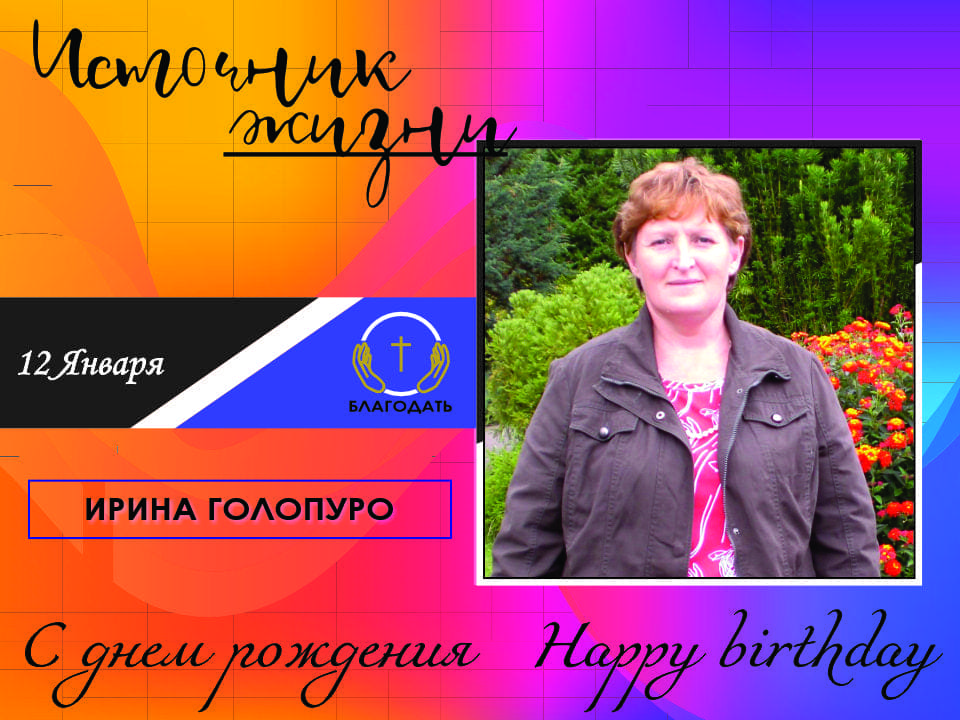 Источник
жизни
12 Января
БЛАГОДАТЬ
ИРИНА ГОЛОПУРО
С днем рождения
Happy birthday